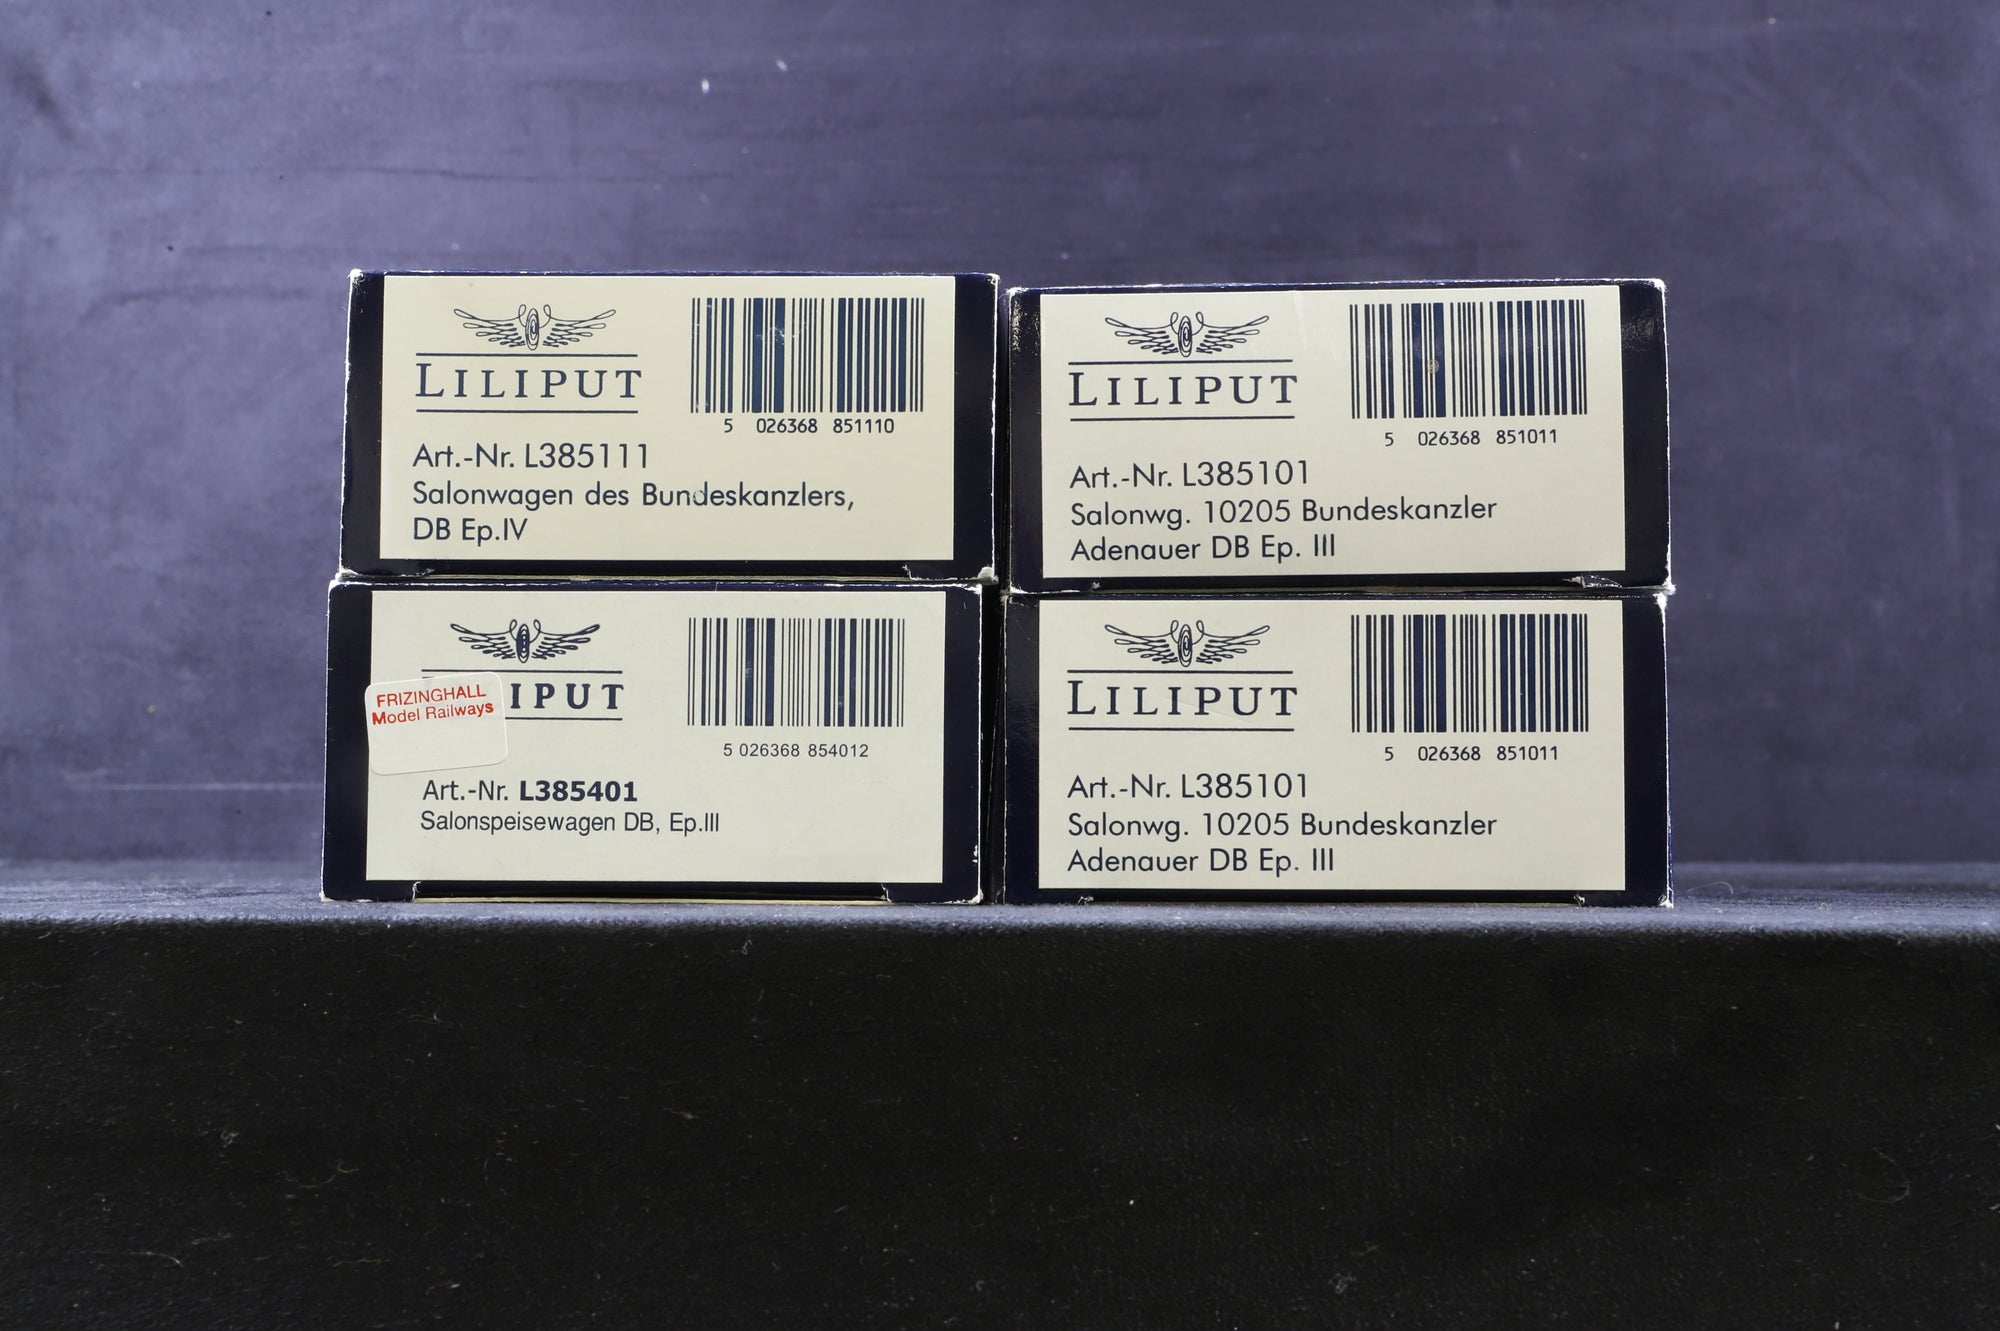 LILIPUT
5 026368 851110
Art.-Nr. L385111
Salonwagen des Bundeskanzlers,
DB Ep.IV
LILIPUT
5 026368 851011
Art.-Nr. L385101
Salonwg. 10205 Bundeskanzler
Adenauer DB Ep. III
FRIZINGHALL
Model Railways
IPUT
5 026368 854012
Art.-Nr. L385401
Salonspeisewagen DB, Ep.III
LILIPUT
5 026368 851011
Art.-Nr. L385101
Salonwg. 10205 Bundeskanzler
Adenauer DB Ep. III